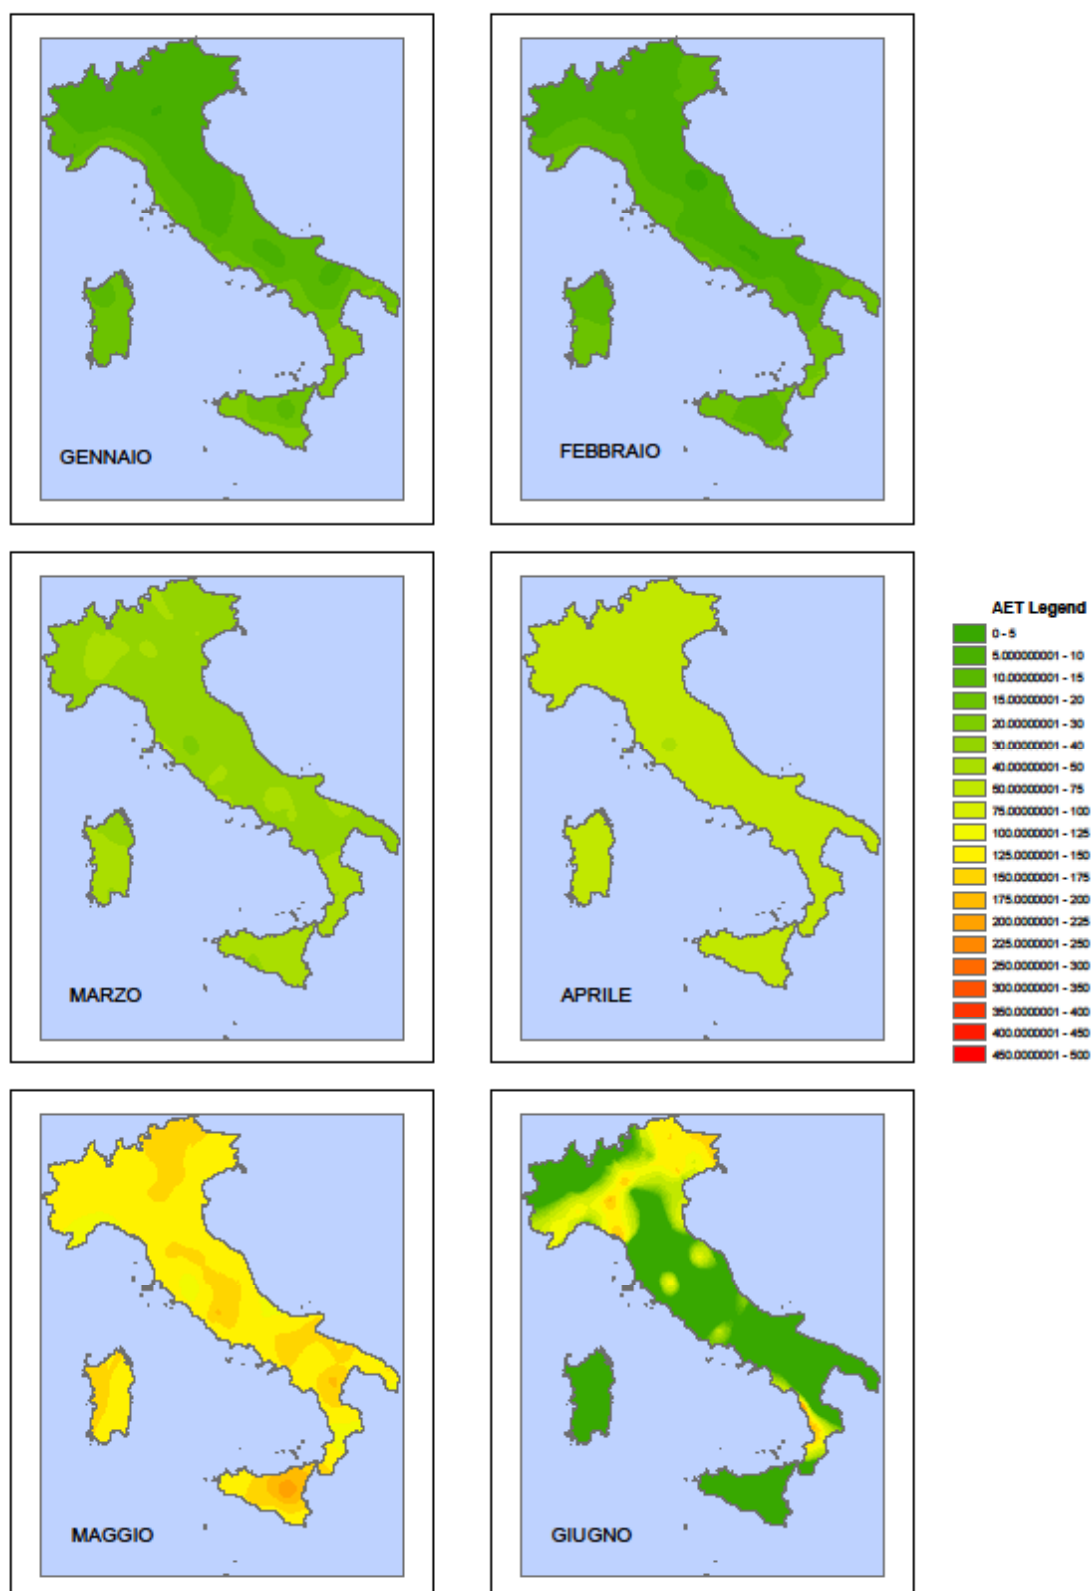 GENNAIO
FEBBRAIO
AET Legend
0 - 5
5.000000001 - 10
10.00000001 - 15
15.00000001 - 20
20.00000001 - 30
30.00000001 - 40
40.00000001 - 50
50.00000001 - 75
75.00000001 - 100
100.0000001 - 125
125.0000001 - 150
150.0000001 - 175
175.0000001 - 200
200.0000001 - 225
225.0000001 - 250
250.0000001 - 300
300.0000001 - 350
350.0000001 - 400
400.0000001 - 450
450.0000001 - 500
MARZO
APRILE
MAGGIO
GIUGNO